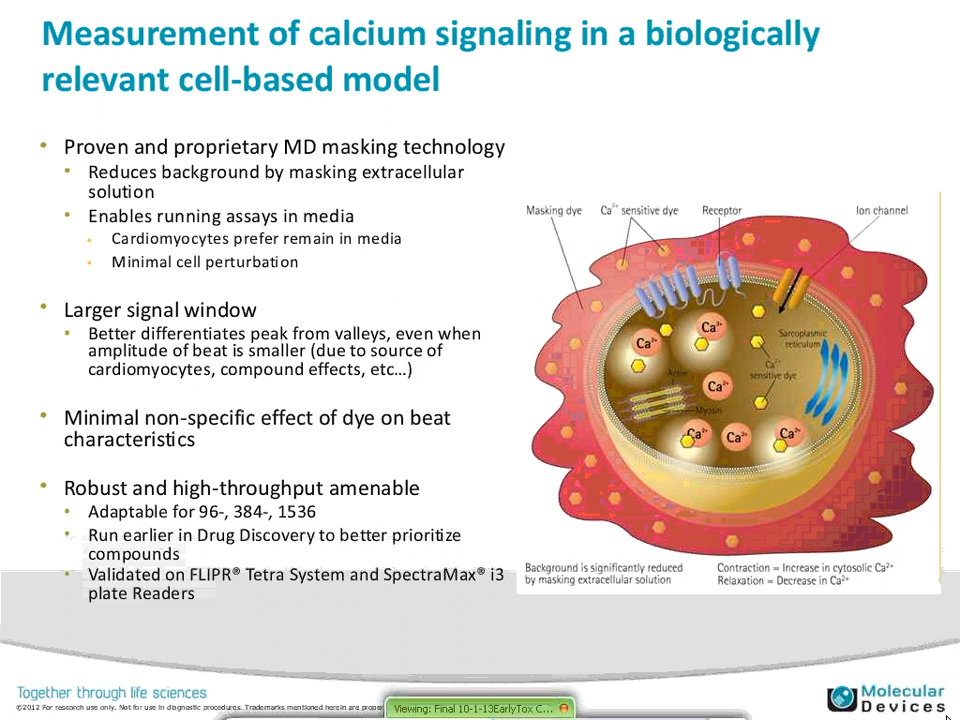 Measurement of calcium signaling in a biologically
relevant cell-based model
• Proven and proprietary MD masking technology
• Reduces background by masking extracellular
solution
• Enables running assays in media
• Cardiomyocytes prefer remain in media
• Minimal cell perturbation
• Larger signal window
• Better differentiates peak from valleys, even when
amplitude of beat is smaller (due to source of
cardiomyocytes, compound effects, etc…)
• Minimal non-specific effect of dye on beat
characteristics
• Robust and high-throughput amenable
• Adaptable for 96-, 384-, 1536
• Run earlier in Drug Discovery to better prioritize
compounds
• Validated on FLIPR® Tetra System and SpectraMax® i3
plate Readers
Masking dye
Ca²⁺ sensitive dye
Receptor
Ion channel
Sarcoplasmic
reticulum
Ca²⁺
Ca²⁺
Ca²⁺
sensitive dye
Actin
Ca²⁺
Myosin
Ca²⁺
Ca²⁺
Ca²⁺
Background is significantly reduced
by masking extracellular solution
Contraction = Increase in cytosolic Ca²⁺
Relaxation = Decrease in Ca²⁺
Together through life sciences
©2012 For research use only. Not for use in diagnostic procedures. Trademarks mentioned herein are
Viewing: Final 10-1-13EarlyTox C...
Molecular
Devices